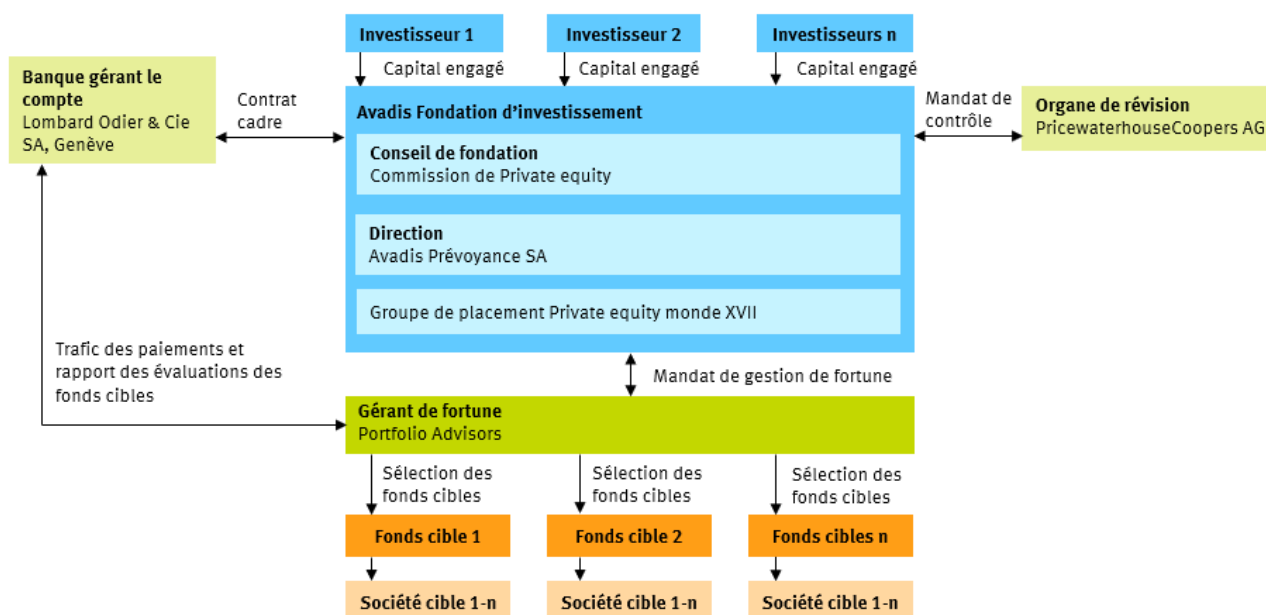 Investisseur 1
Investisseur 2
Investisseurs n
Capital engagé
Capital engagé
Capital engagé
Banque gérant le
compte
Lombard Odier & Cie
SA, Genève
Contrat
cadre
Avadis Fondation d’investissement
Conseil de fondation
Commission de Private equity
Direction
Avadis Prévoyance SA
Groupe de placement Private equity monde XVII
Mandat de
contrôle
Organe de révision
PricewaterhouseCoopers AG
Trafic des paiements et
rapport des évaluations des
fonds cibles
Mandat de gestion de fortune
Gérant de fortune
Portfolio Advisors
Sélection des
fonds cibles
Sélection des
fonds cibles
Sélection des
fonds cibles
Fonds cible 1
Fonds cible 2
Fonds cibles n
Société cible 1-n
Société cible 1-n
Société cible 1-n